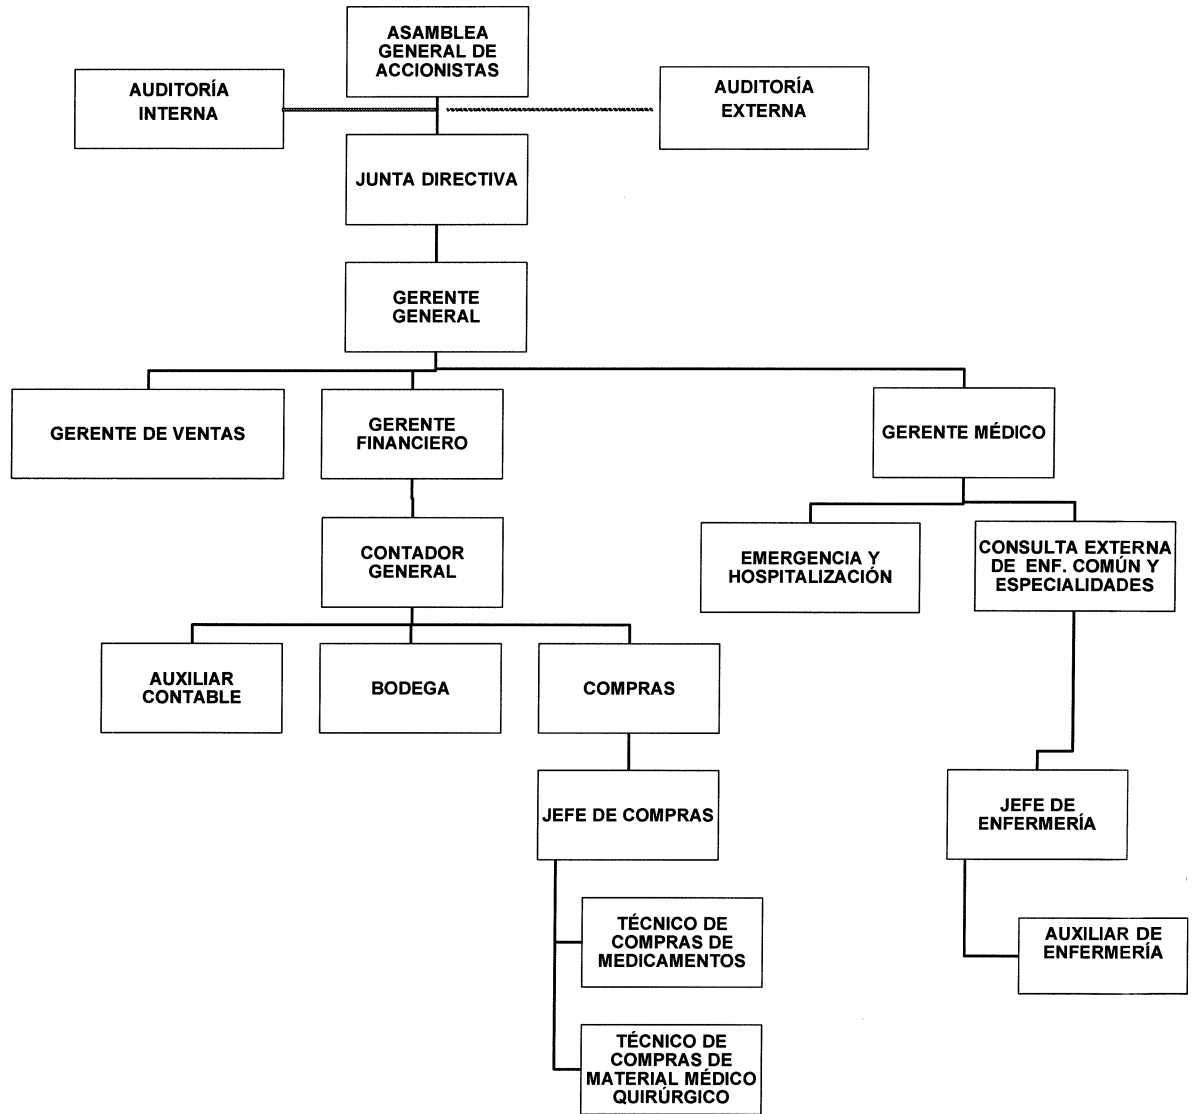 ASAMBLEA
GENERAL DE
ACCIONISTAS
AUDITORÍA
INTERNA
AUDITORÍA
EXTERNA
JUNTA DIRECTIVA
GERENTE
GENERAL
GERENTE DE VENTAS
GERENTE
FINANCIERO
GERENTE MÉDICO
CONTADOR
GENERAL
EMERGENCIA Y
HOSPITALIZACIÓN
CONSULTA EXTERNA
DE ENF. COMÚN Y
ESPECIALIDADES
AUXILIAR
CONTABLE
BODEGA
COMPRAS
JEFE DE COMPRAS
JEFE DE
ENFERMERÍA
TÉCNICO DE
COMPRAS DE
MEDICAMENTOS
AUXILIAR DE
ENFERMERÍA
TÉCNICO DE
COMPRAS DE
MATERIAL MÉDICO
QUIRÚRGICO